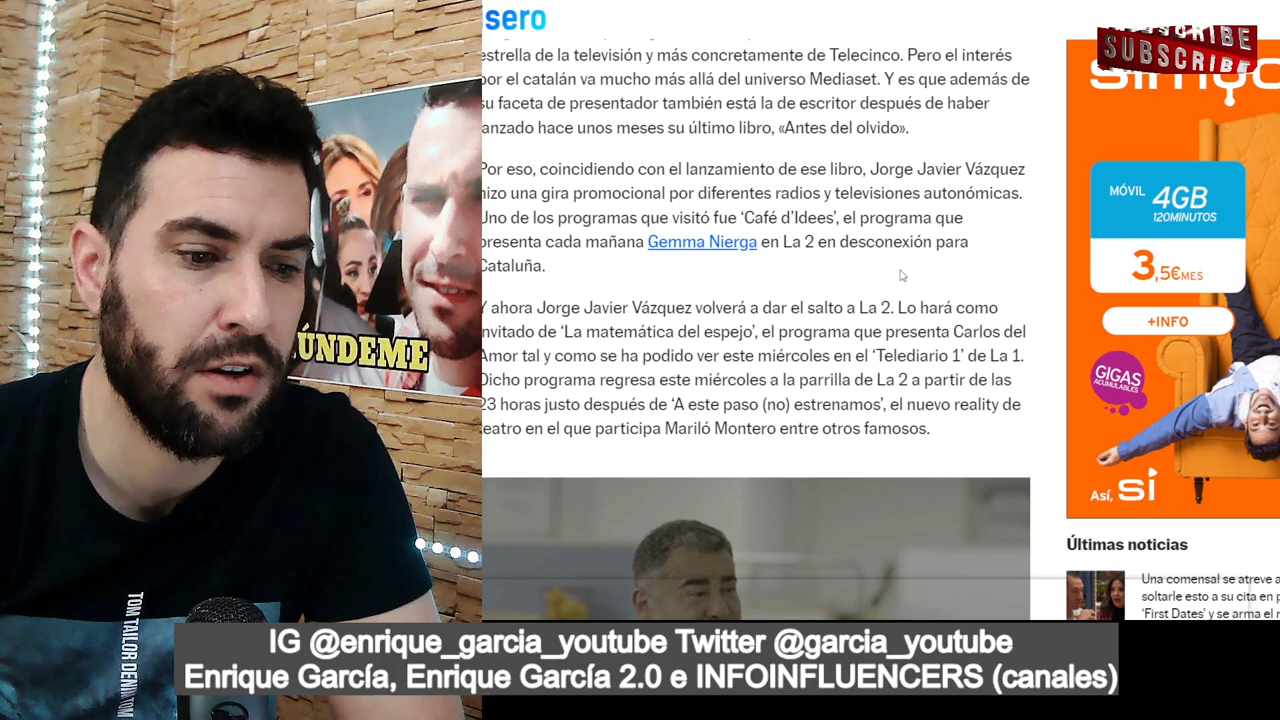 sero
estrella de la televisión y más concretamente de Telecinco. Pero el interés
por el catalán va mucho más allá del universo Mediaset. Y es que además de
su faceta de presentador también está la de escritor después de haber
lanzado hace unos meses su último libro, «Antes del olvido».
Por eso, coincidiendo con el lanzamiento de ese libro, Jorge Javier Vázquez
hizo una gira promocional por diferentes radios y televisiones autonómicas.
Uno de los programas que visitó fue ‘Café d’Idees’, el programa que
presenta cada mañana Gemma Nierga en La 2 en desconexión para
Cataluña.
Y ahora Jorge Javier Vázquez volverá a dar el salto a La 2. Lo hará como
invitado de ‘La matemática del espejo’, el programa que presenta Carlos del
Amor tal y como se ha podido ver este miércoles en el ‘Telediario 1’ de La 1.
Dicho programa regresa este miércoles a la parrilla de La 2 a partir de las
23 horas justo después de ‘A este paso (no) estrenamos’, el nuevo reality de
teatro en el que participa Mariló Montero entre otros famosos.
SUBSCRIBE
SUBSCRIBE
simyo
MÓVIL 4GB
120MINUTOS
3,5€MES
+INFO
GIGAS
ACUMULABLES
Así, sí
Últimas noticias
Una comensal se atreve a
soltarle esto a su cita en
‘First Dates’ y se arma el
ÚNDEME
TOM TAILOR DENIM
IG @enrique_garcia_youtube Twitter @garcia_youtube
Enrique García, Enrique García 2.0 e INFOINFLUENCERS (canales)